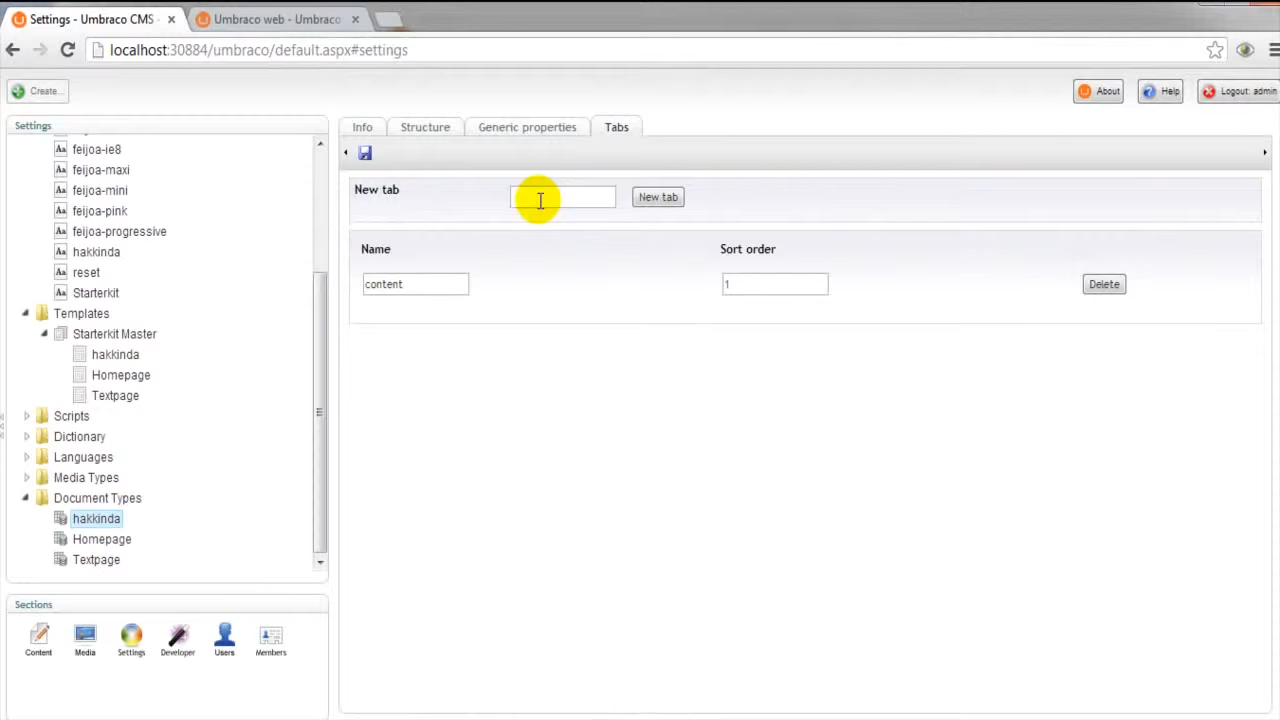 Settings - Umbraco CMS -
Umbraco web - Umbraco
localhost:30884/umbraco/default.aspx#settings
Create...
About
Help
Logout: admin
Settings
feijoa-ie8
feijoa-maxi
feijoa-mini
feijoa-pink
feijoa-progressive
hakkinda
reset
Starterkit
Templates
Starterkit Master
hakkinda
Homepage
Textpage
Scripts
Dictionary
Languages
Media Types
Document Types
hakkinda
Homepage
Textpage
Sections
Content
Media
Settings
Developer
Users
Members
Info
Structure
Generic properties
Tabs
New tab
New tab
Name
Sort order
content
1
Delete